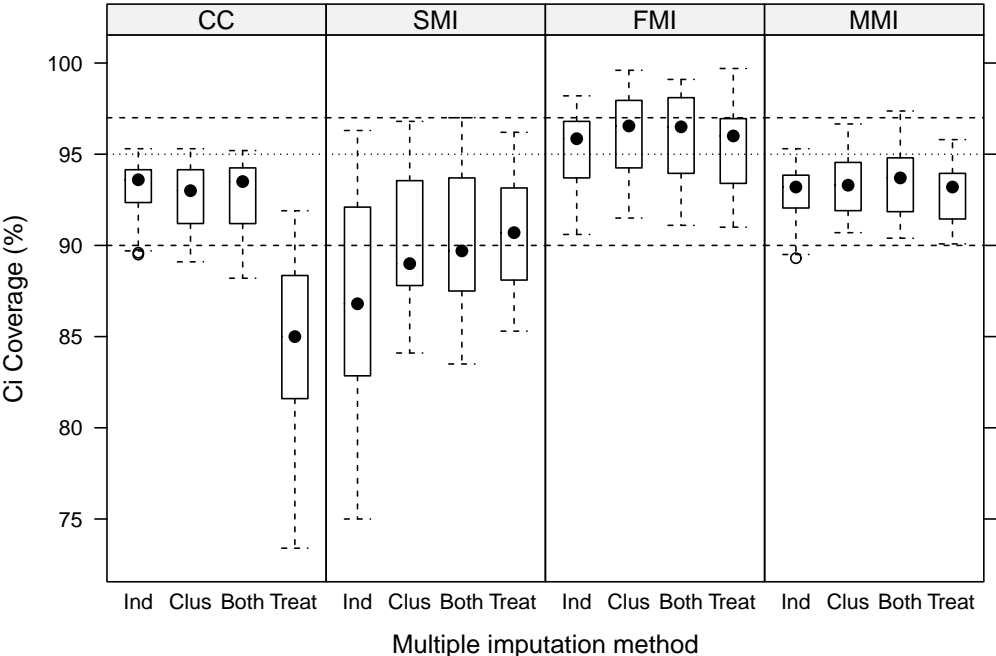 CC SMI FMI MMI
100
95
90
85
80
75
Ci Coverage (%)
Ind Clus Both Treat Ind Clus Both Treat Ind Clus Both Treat Ind Clus Both Treat
Multiple imputation method